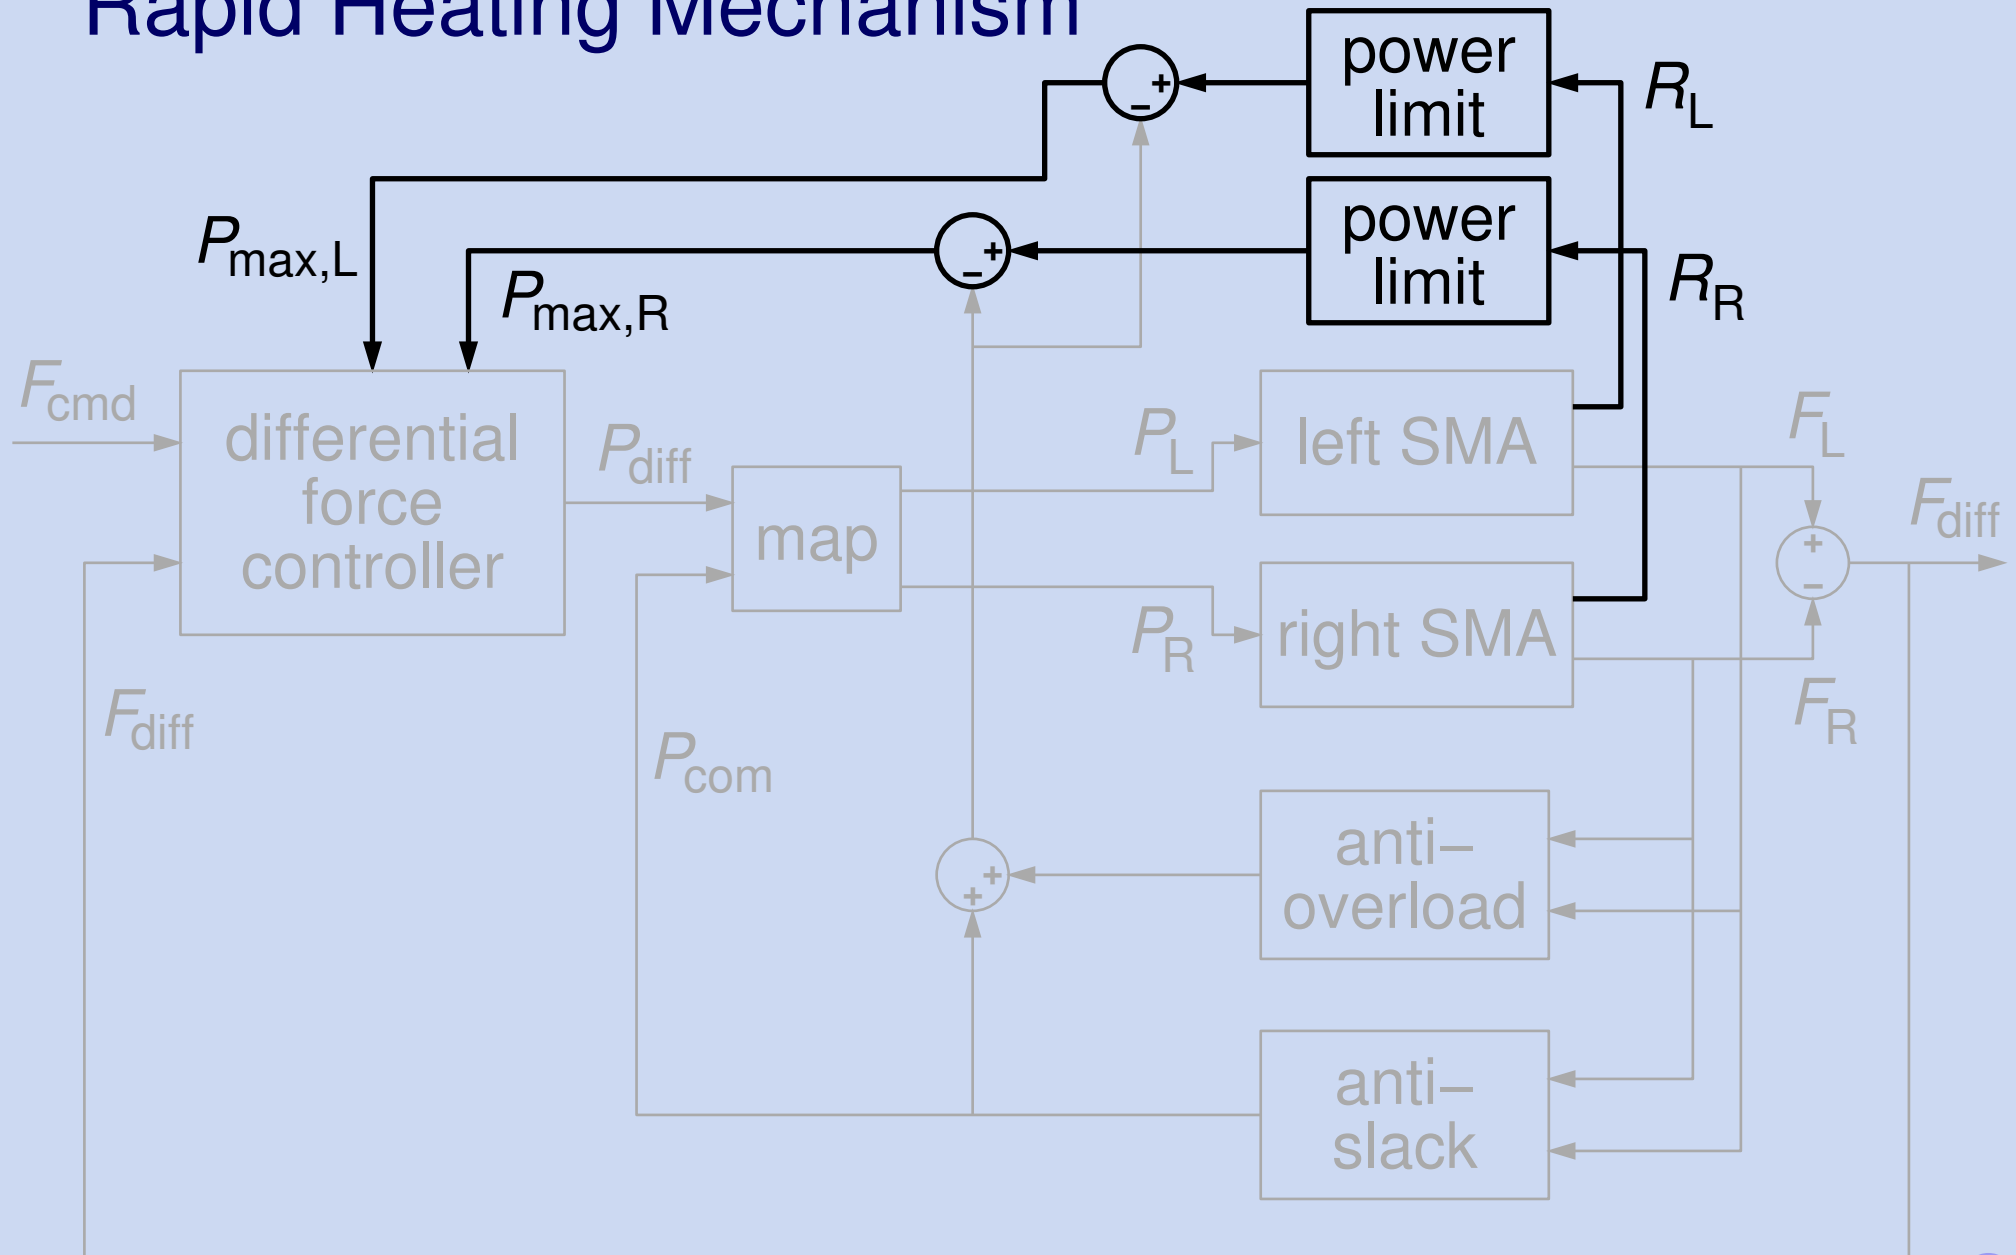 Rapid Heating Mechanism
power
limit
R_L
power
limit
R_R
P_max,L
P_max,R
F_cmd
differential
force
controller
P_diff
map
P_L
left SMA
F_L
F_diff
P_R
right SMA
F_R
F_diff
P_com
anti–
overload
anti–
slack